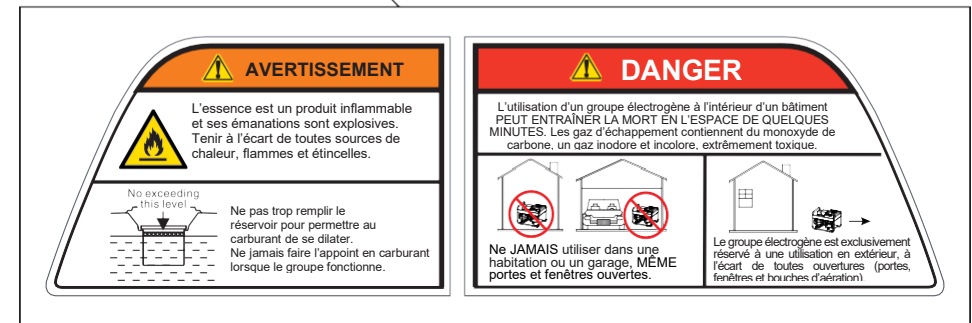 AVERTISSEMENT
L'essence est un produit inflammable
et ses émanations sont explosives.
Tenir à l'écart de toutes sources de
chaleur, flammes et étincelles.
No exceeding
this level
Ne pas trop remplir le
réservoir pour permettre au
carburant de se dilater.
Ne jamais faire l'appoint en carburant
lorsque le groupe fonctionne.
DANGER
L'utilisation d'un groupe électrogène à l'intérieur d'un bâtiment
PEUT ENTRAÎNER LA MORT EN L'ESPACE DE QUELQUES
MINUTES. Les gaz d'échappement contiennent du monoxyde de
carbone, un gaz inodore et incolore, extrêmement toxique.
Ne JAMAIS utiliser dans une
habitation ou un garage, MÊME
portes et fenêtres ouvertes.
Le groupe électrogène est exclusivement
réservé à une utilisation en extérieur, à
l'écart de toutes ouvertures (portes,
fenêtres et bouches d'aération).